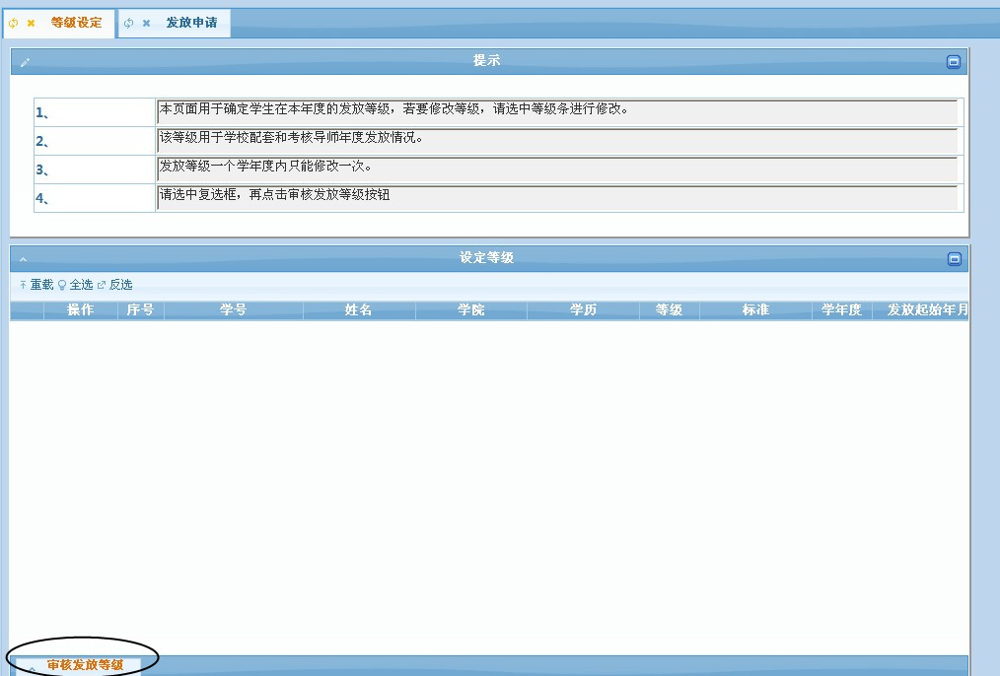 等级设定 发放申请
提示
1、 本页面用于确定学生在本年度的发放等级，若要修改等级，请选中等级条进行修改。
2、 该等级用于学校配套和考核导师年度发放情况。
3、 发放等级一个学年度内只能修改一次。
4、 请选中复选框，再点击审核发放等级按钮
设定等级
重载 全选 反选
操作 序号 学号 姓名 学院 学历 等级 标准 学年度 发放起始年月
审核发放等级